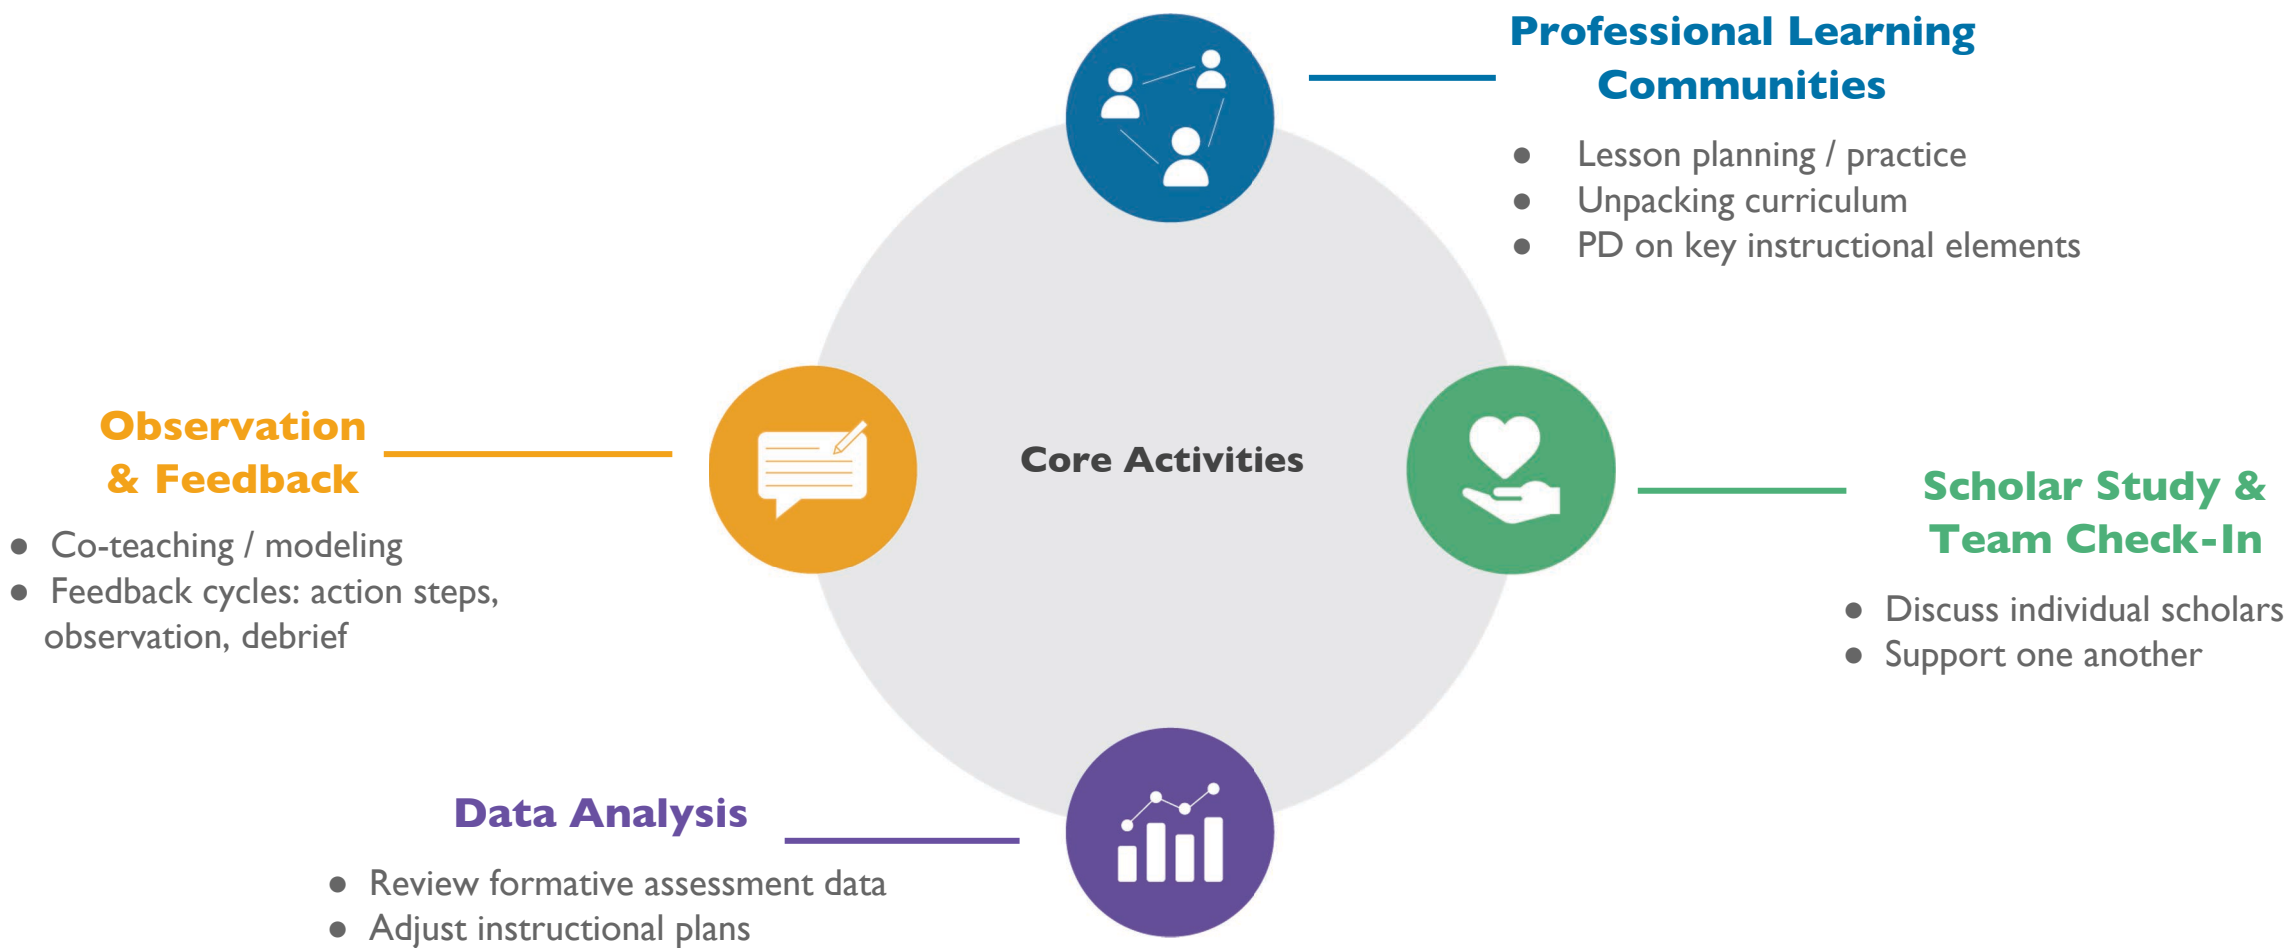 Professional Learning
Communities
● Lesson planning / practice
● Unpacking curriculum
● PD on key instructional elements
Observation
& Feedback
● Co-teaching / modeling
● Feedback cycles: action steps,
observation, debrief
Core Activities
Scholar Study &
Team Check-In
● Discuss individual scholars
● Support one another
Data Analysis
● Review formative assessment data
● Adjust instructional plans